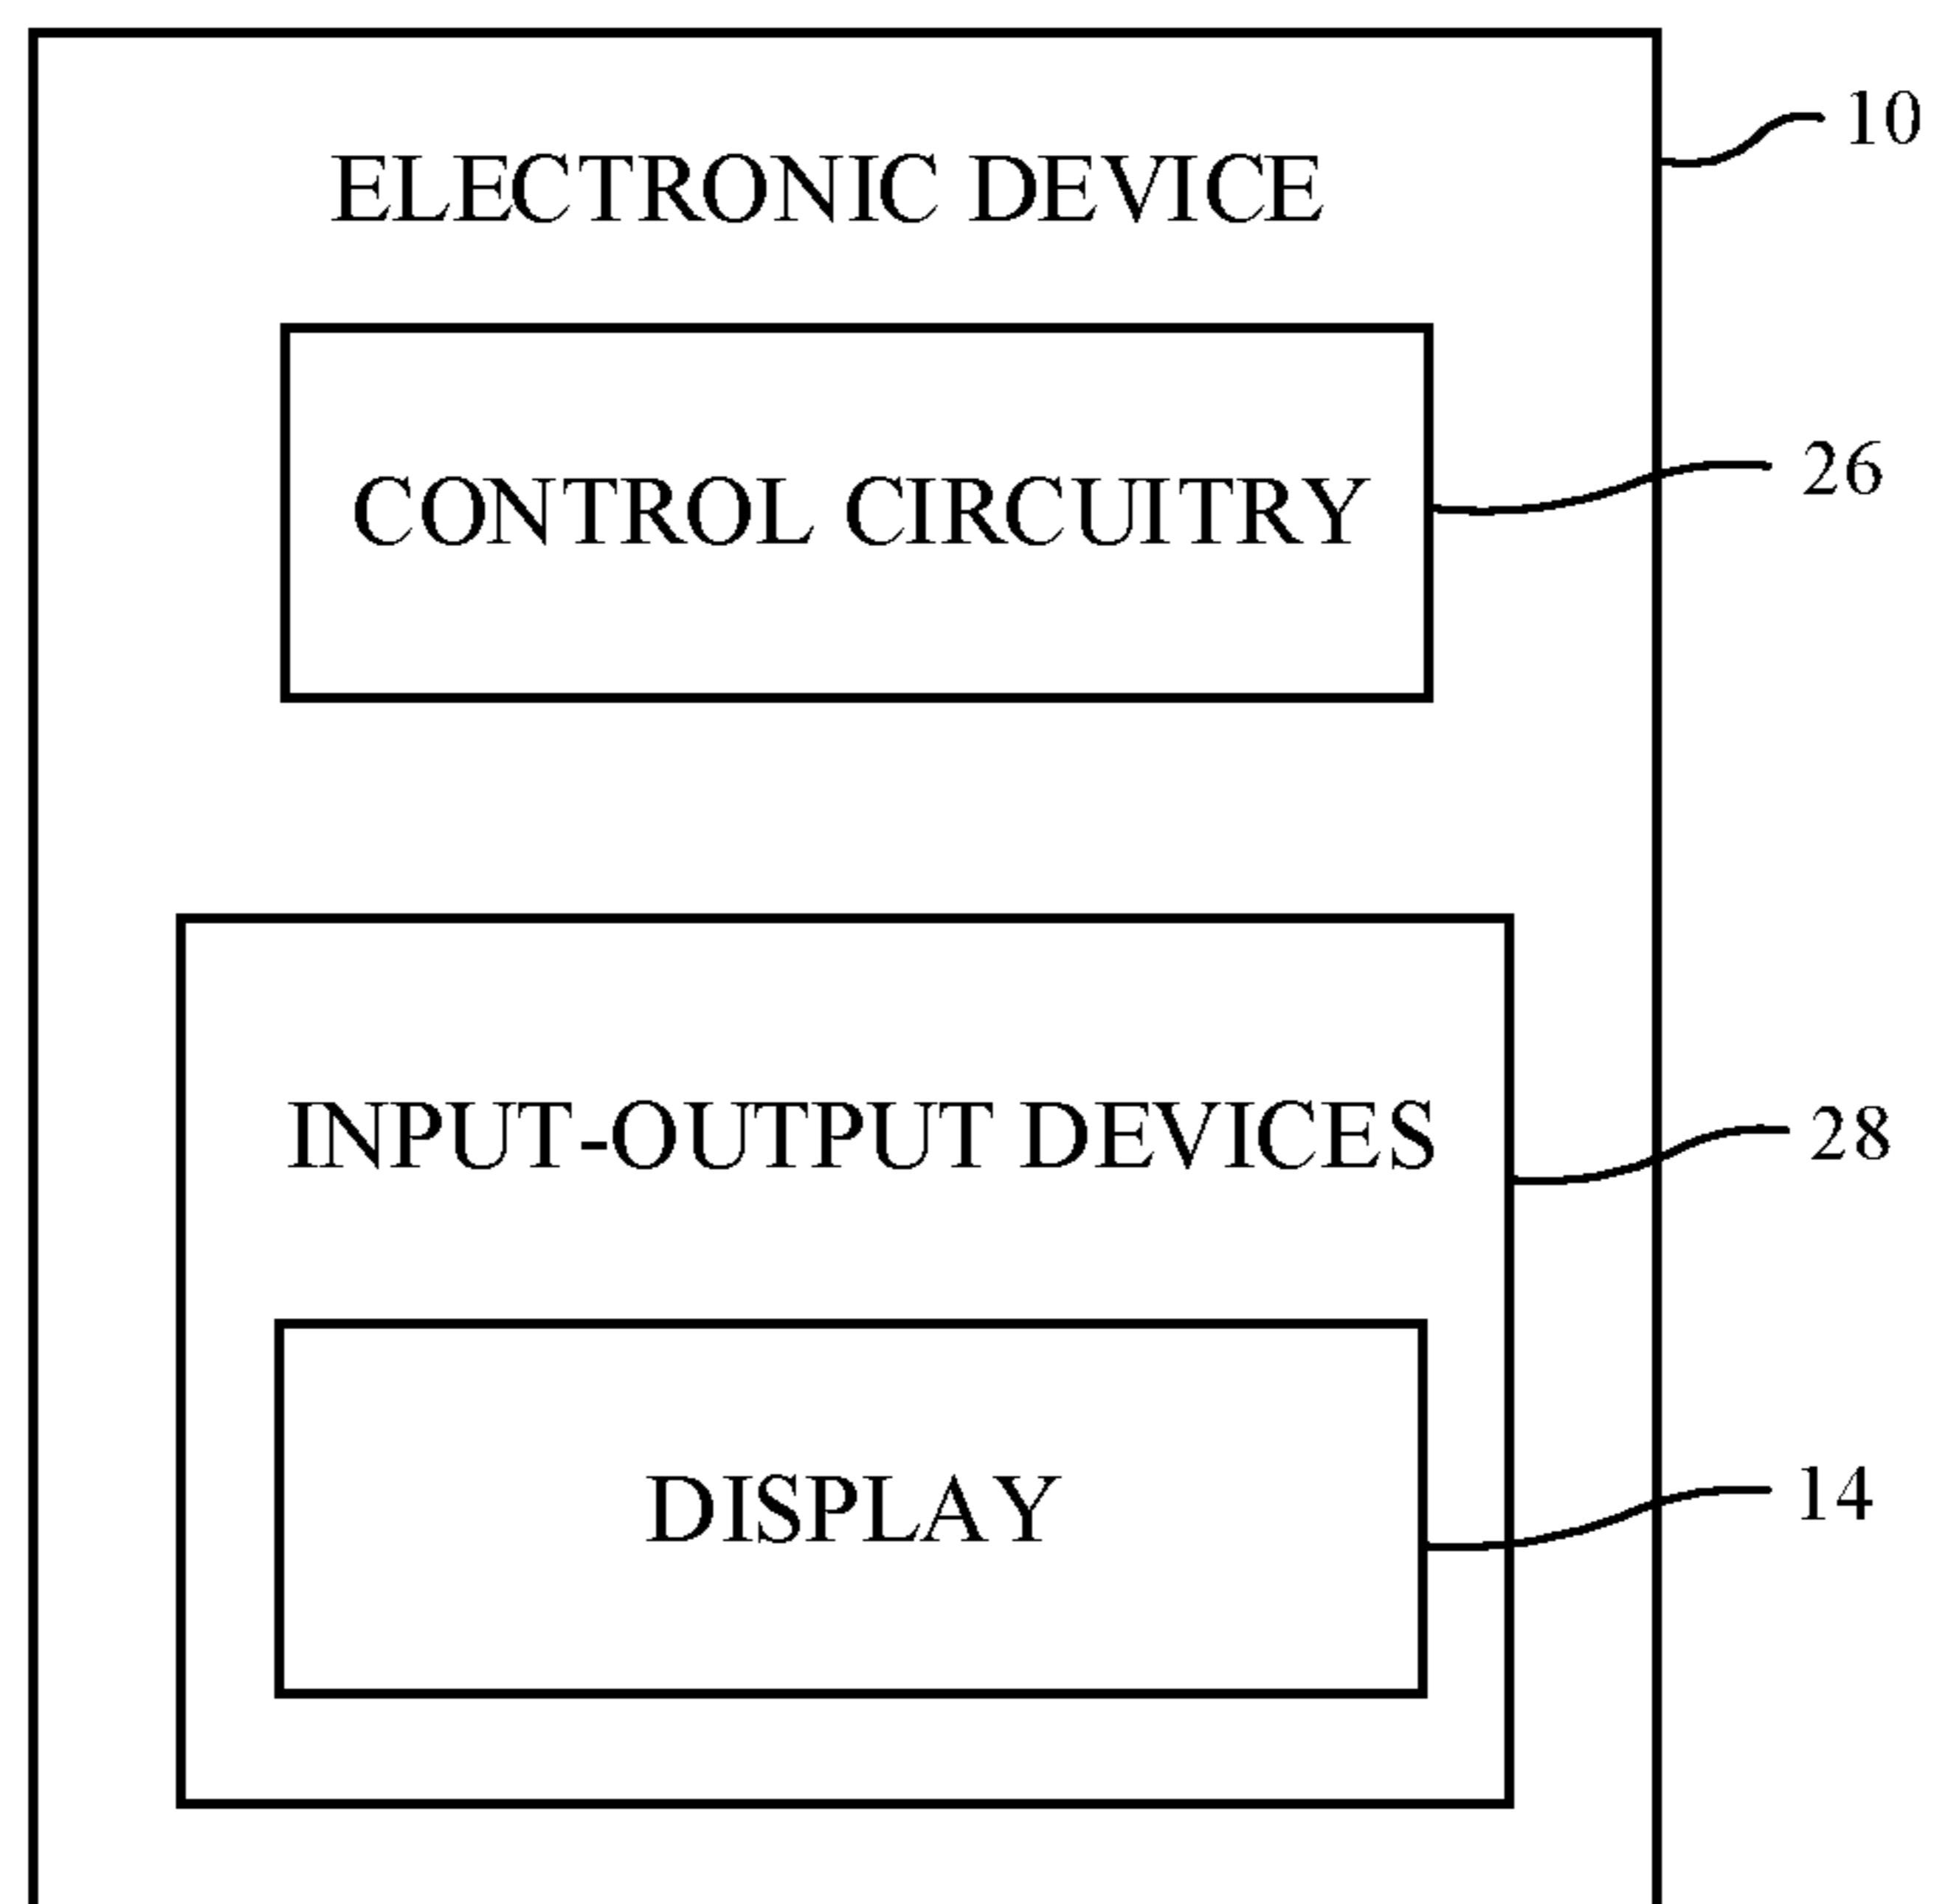 10
ELECTRONIC DEVICE
CONTROL CIRCUITRY
26
INPUT-OUTPUT DEVICES
28
DISPLAY
14